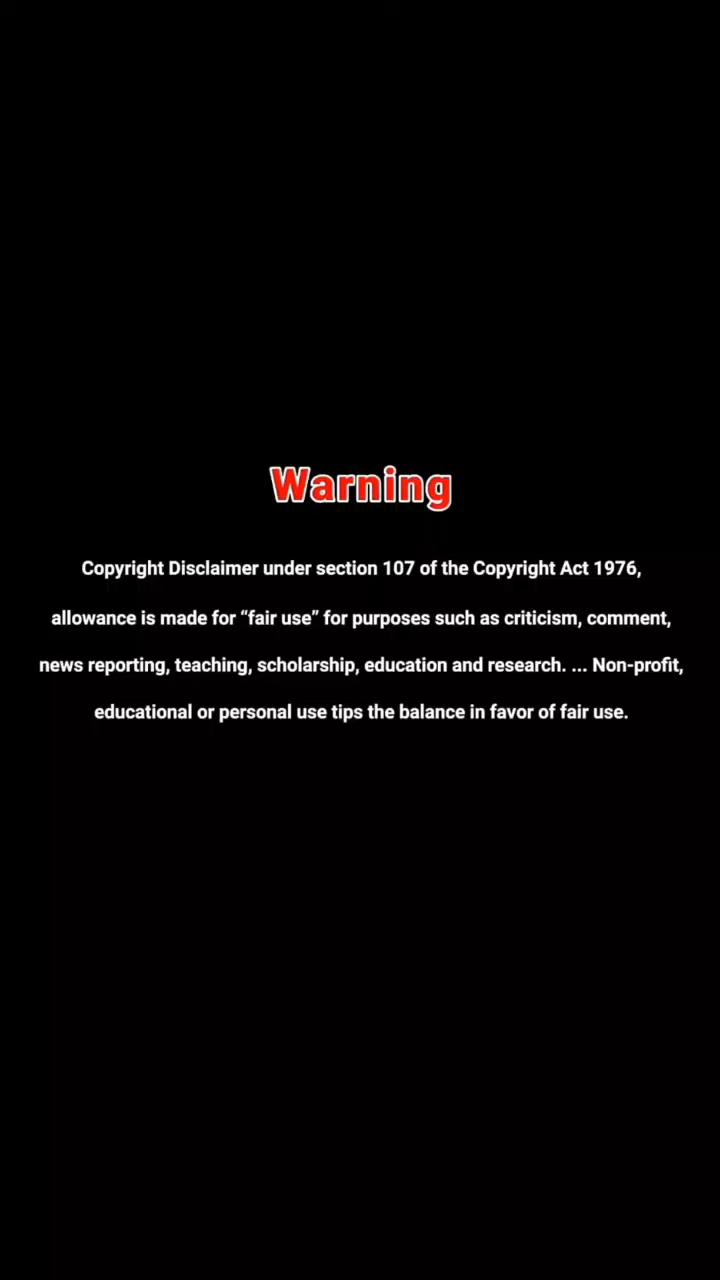 Warning
Copyright Disclaimer under section 107 of the Copyright Act 1976,
allowance is made for “fair use” for purposes such as criticism, comment,
news reporting, teaching, scholarship, education and research. ... Non-profit,
educational or personal use tips the balance in favor of fair use.